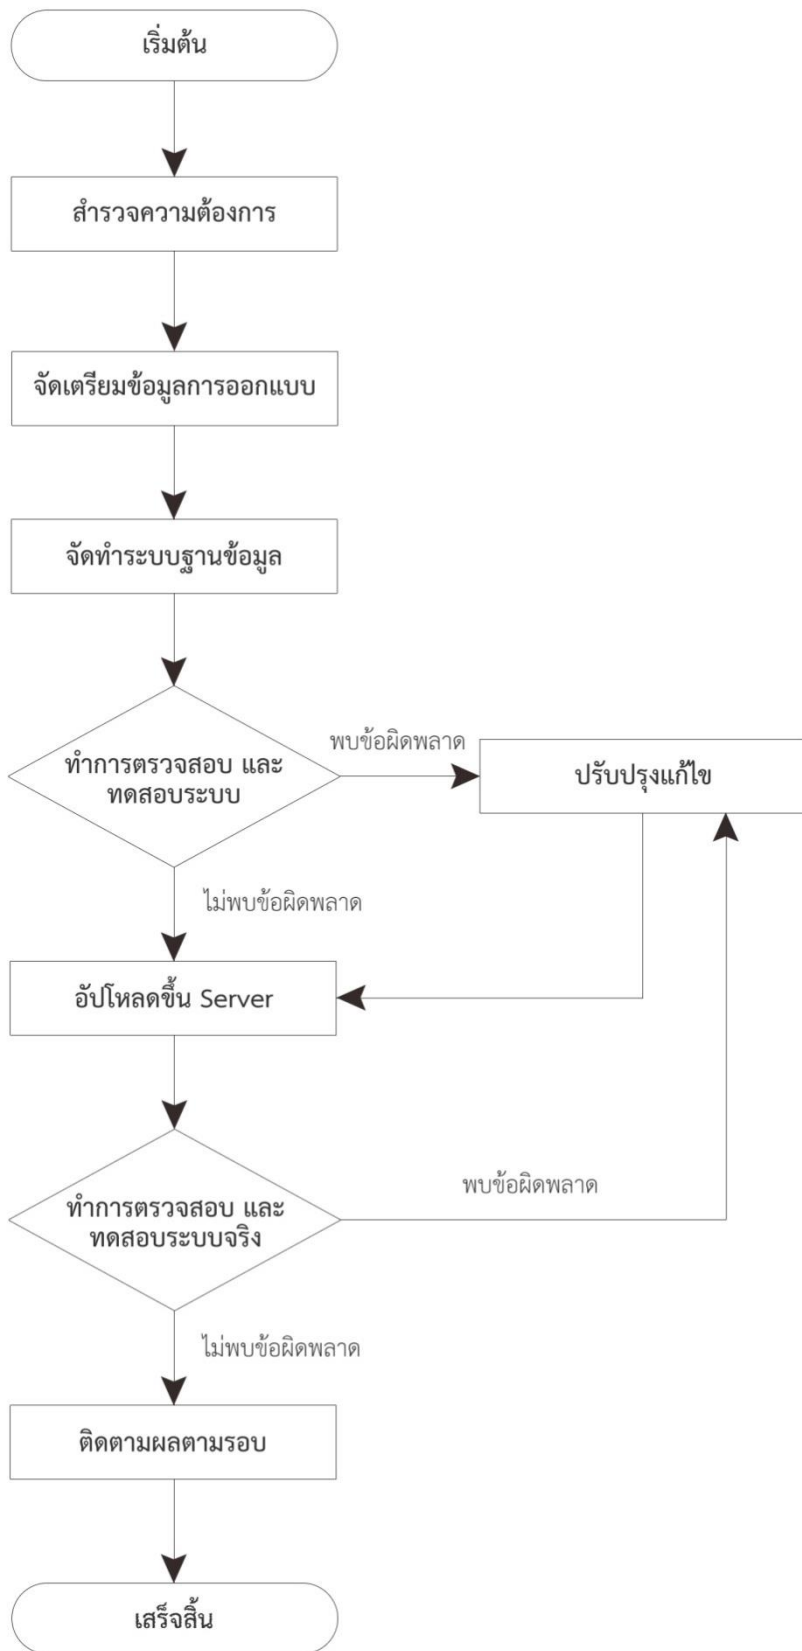 เริ่มต้น
สำรวจความต้องการ
จัดเตรียมข้อมูลการออกแบบ
จัดทำระบบฐานข้อมูล
ทำการตรวจสอบ และ
ทดสอบระบบ
พบข้อผิดพลาด
ปรับปรุงแก้ไข
ไม่พบข้อผิดพลาด
อัปโหลดขึ้น Server
ทำการตรวจสอบ และ
ทดสอบระบบจริง
พบข้อผิดพลาด
ไม่พบข้อผิดพลาด
ติดตามผลตามรอบ
เสร็จสิ้น